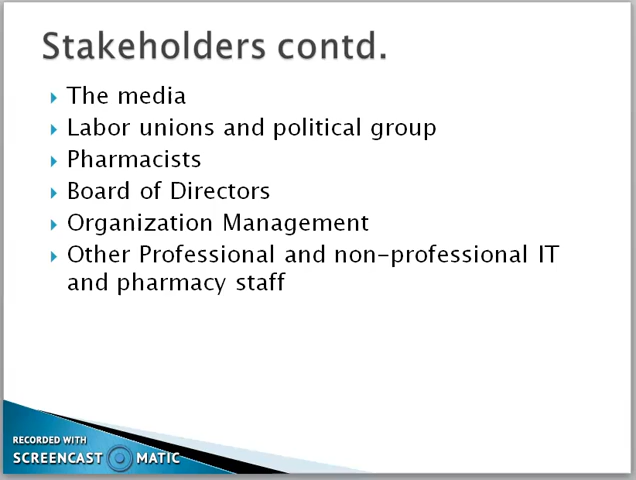 Stakeholders contd.
The media
Labor unions and political group
Pharmacists
Board of Directors
Organization Management
Other Professional and non-professional IT
and pharmacy staff
RECORDED WITH
SCREENCAST MATIC